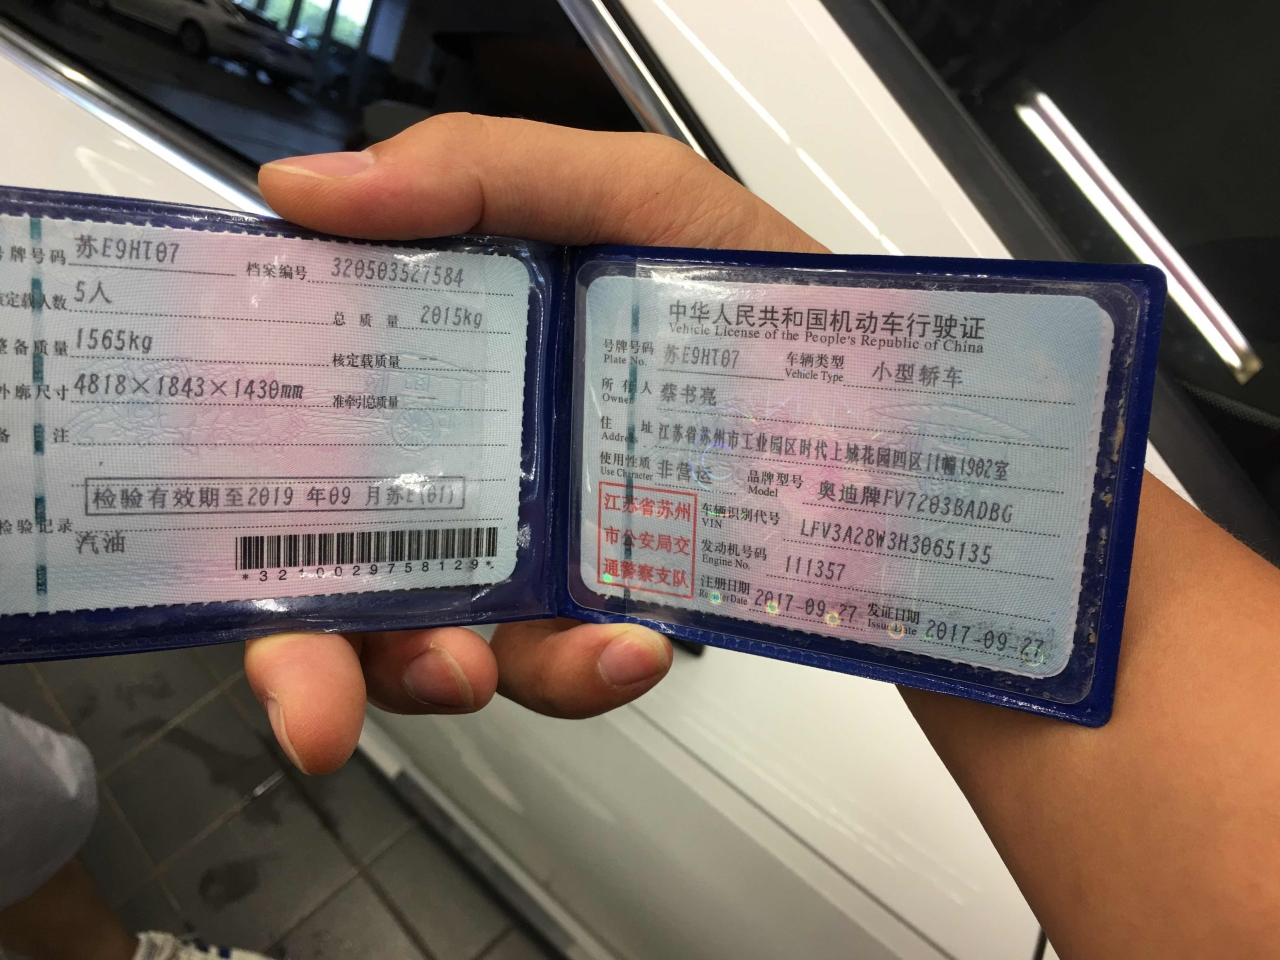 号牌号码 苏E9HT07 档案编号 320503527584
核定载人数 5人 总质量 2015kg
整备质量 1565kg 核定载质量 --
外廓尺寸 4818×1843×1430mm 准牵引总质量 --
备注
检验有效期至2019 年09 月苏E(01)
检验记录
汽油
*3210029758129*
中华人民共和国机动车行驶证
Vehicle License of the People's Republic of China
号牌号码 苏E9HT07 车辆类型 小型轿车
Plate No. Vehicle Type
所有人 蔡书亮
Owner
住址 江苏省苏州市工业园区时代上城花园四区11幢1902室
Address
使用性质 非营运 品牌型号 奥迪牌FV7203BADBG
Use Character Model
江苏省苏州
市公安局交
通警察支队
车辆识别代号 LFV3A28W3H3065135
VIN
发动机号码 111357
Engine No.
注册日期 2017-09-27 发证日期 2017-09-27
Register Date Issue Date